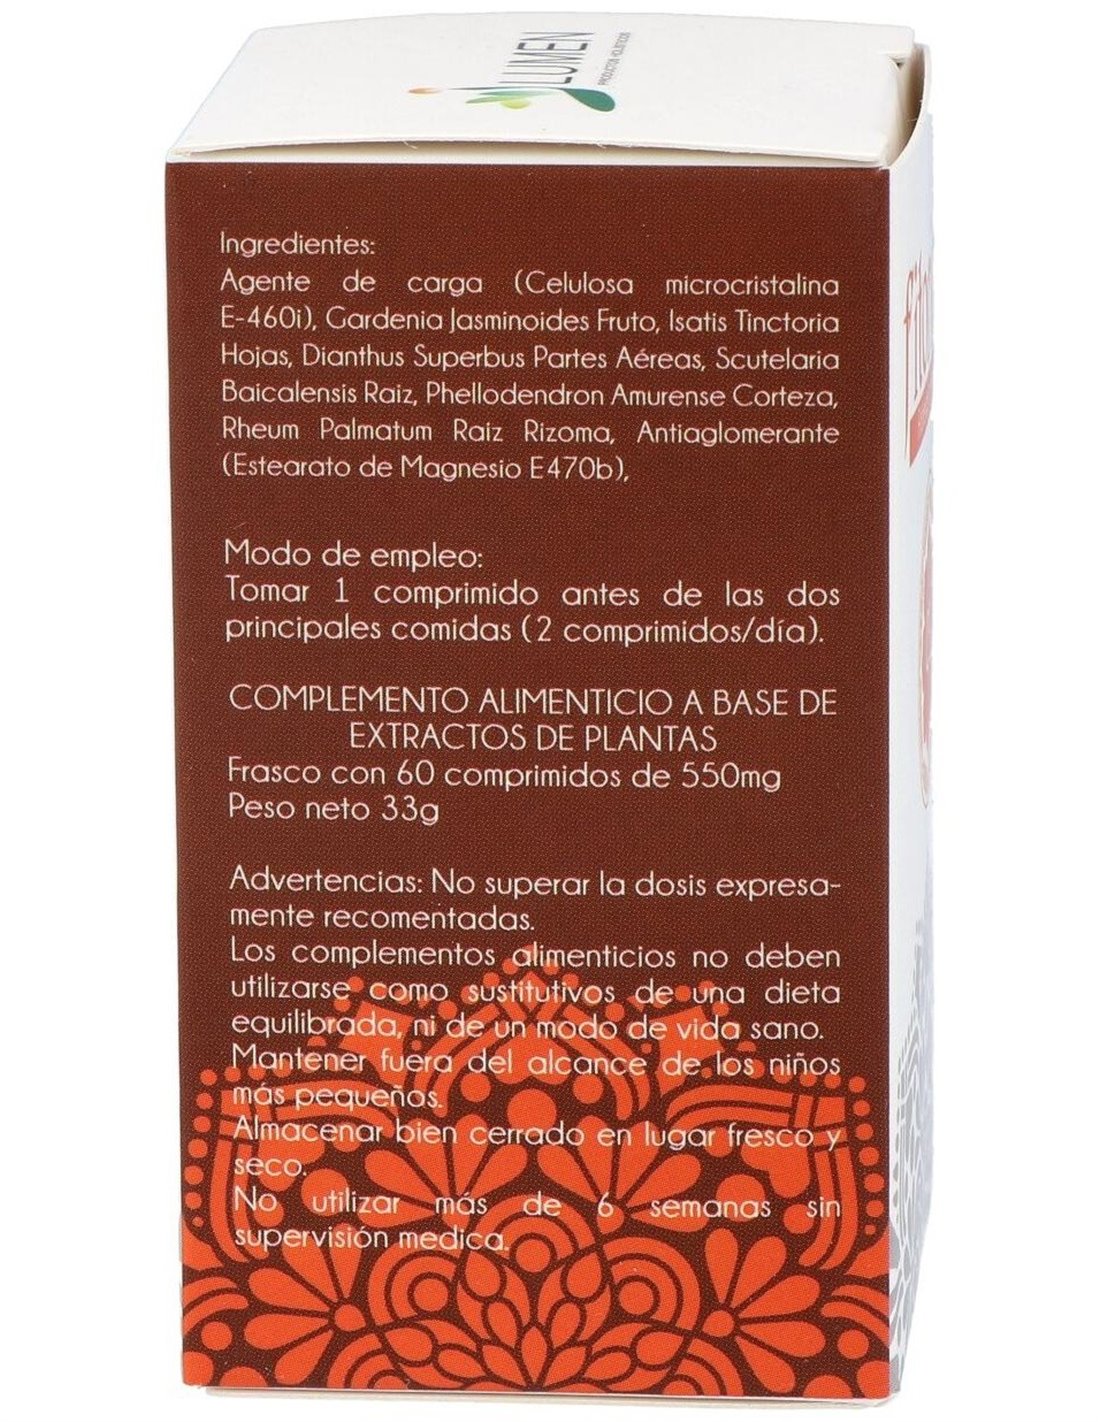 ILUMEN
PRODUCTOS HOLÍSTICOS
Ingredientes:
Agente de carga (Celulosa microcristalina
E-460i), Gardenia Jasminoides Fruto, Isatis Tinctoria
Hojas, Dianthus Superbus Partes Aéreas, Scutelaria
Baicalensis Raiz, Phellodendron Amurense Corteza,
Rheum Palmatum Raiz Rizoma, Antiaglomerante
(Estearato de Magnesio E470b),
Modo de empleo:
Tomar 1 comprimido antes de las dos
principales comidas (2 comprimidos/día).
COMPLEMENTO ALIMENTICIO A BASE DE
EXTRACTOS DE PLANTAS
Frasco con 60 comprimidos de 550mg
Peso neto 33g
Advertencias: No superar la dosis expresa-
mente recomentadas.
Los complementos alimenticios no deben
utilizarse como sustitutivos de una dieta
equilibrada, ni de un modo de vida sano.
Mantener fuera del alcance de los niños
más pequeños.
Almacenar bien cerrado en lugar fresco y
seco.
No utilizar más de 6 semanas sin
supervisión medica.